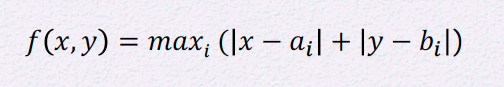 f(x, y) = max_i (|x − a_i| + |y − b_i|)